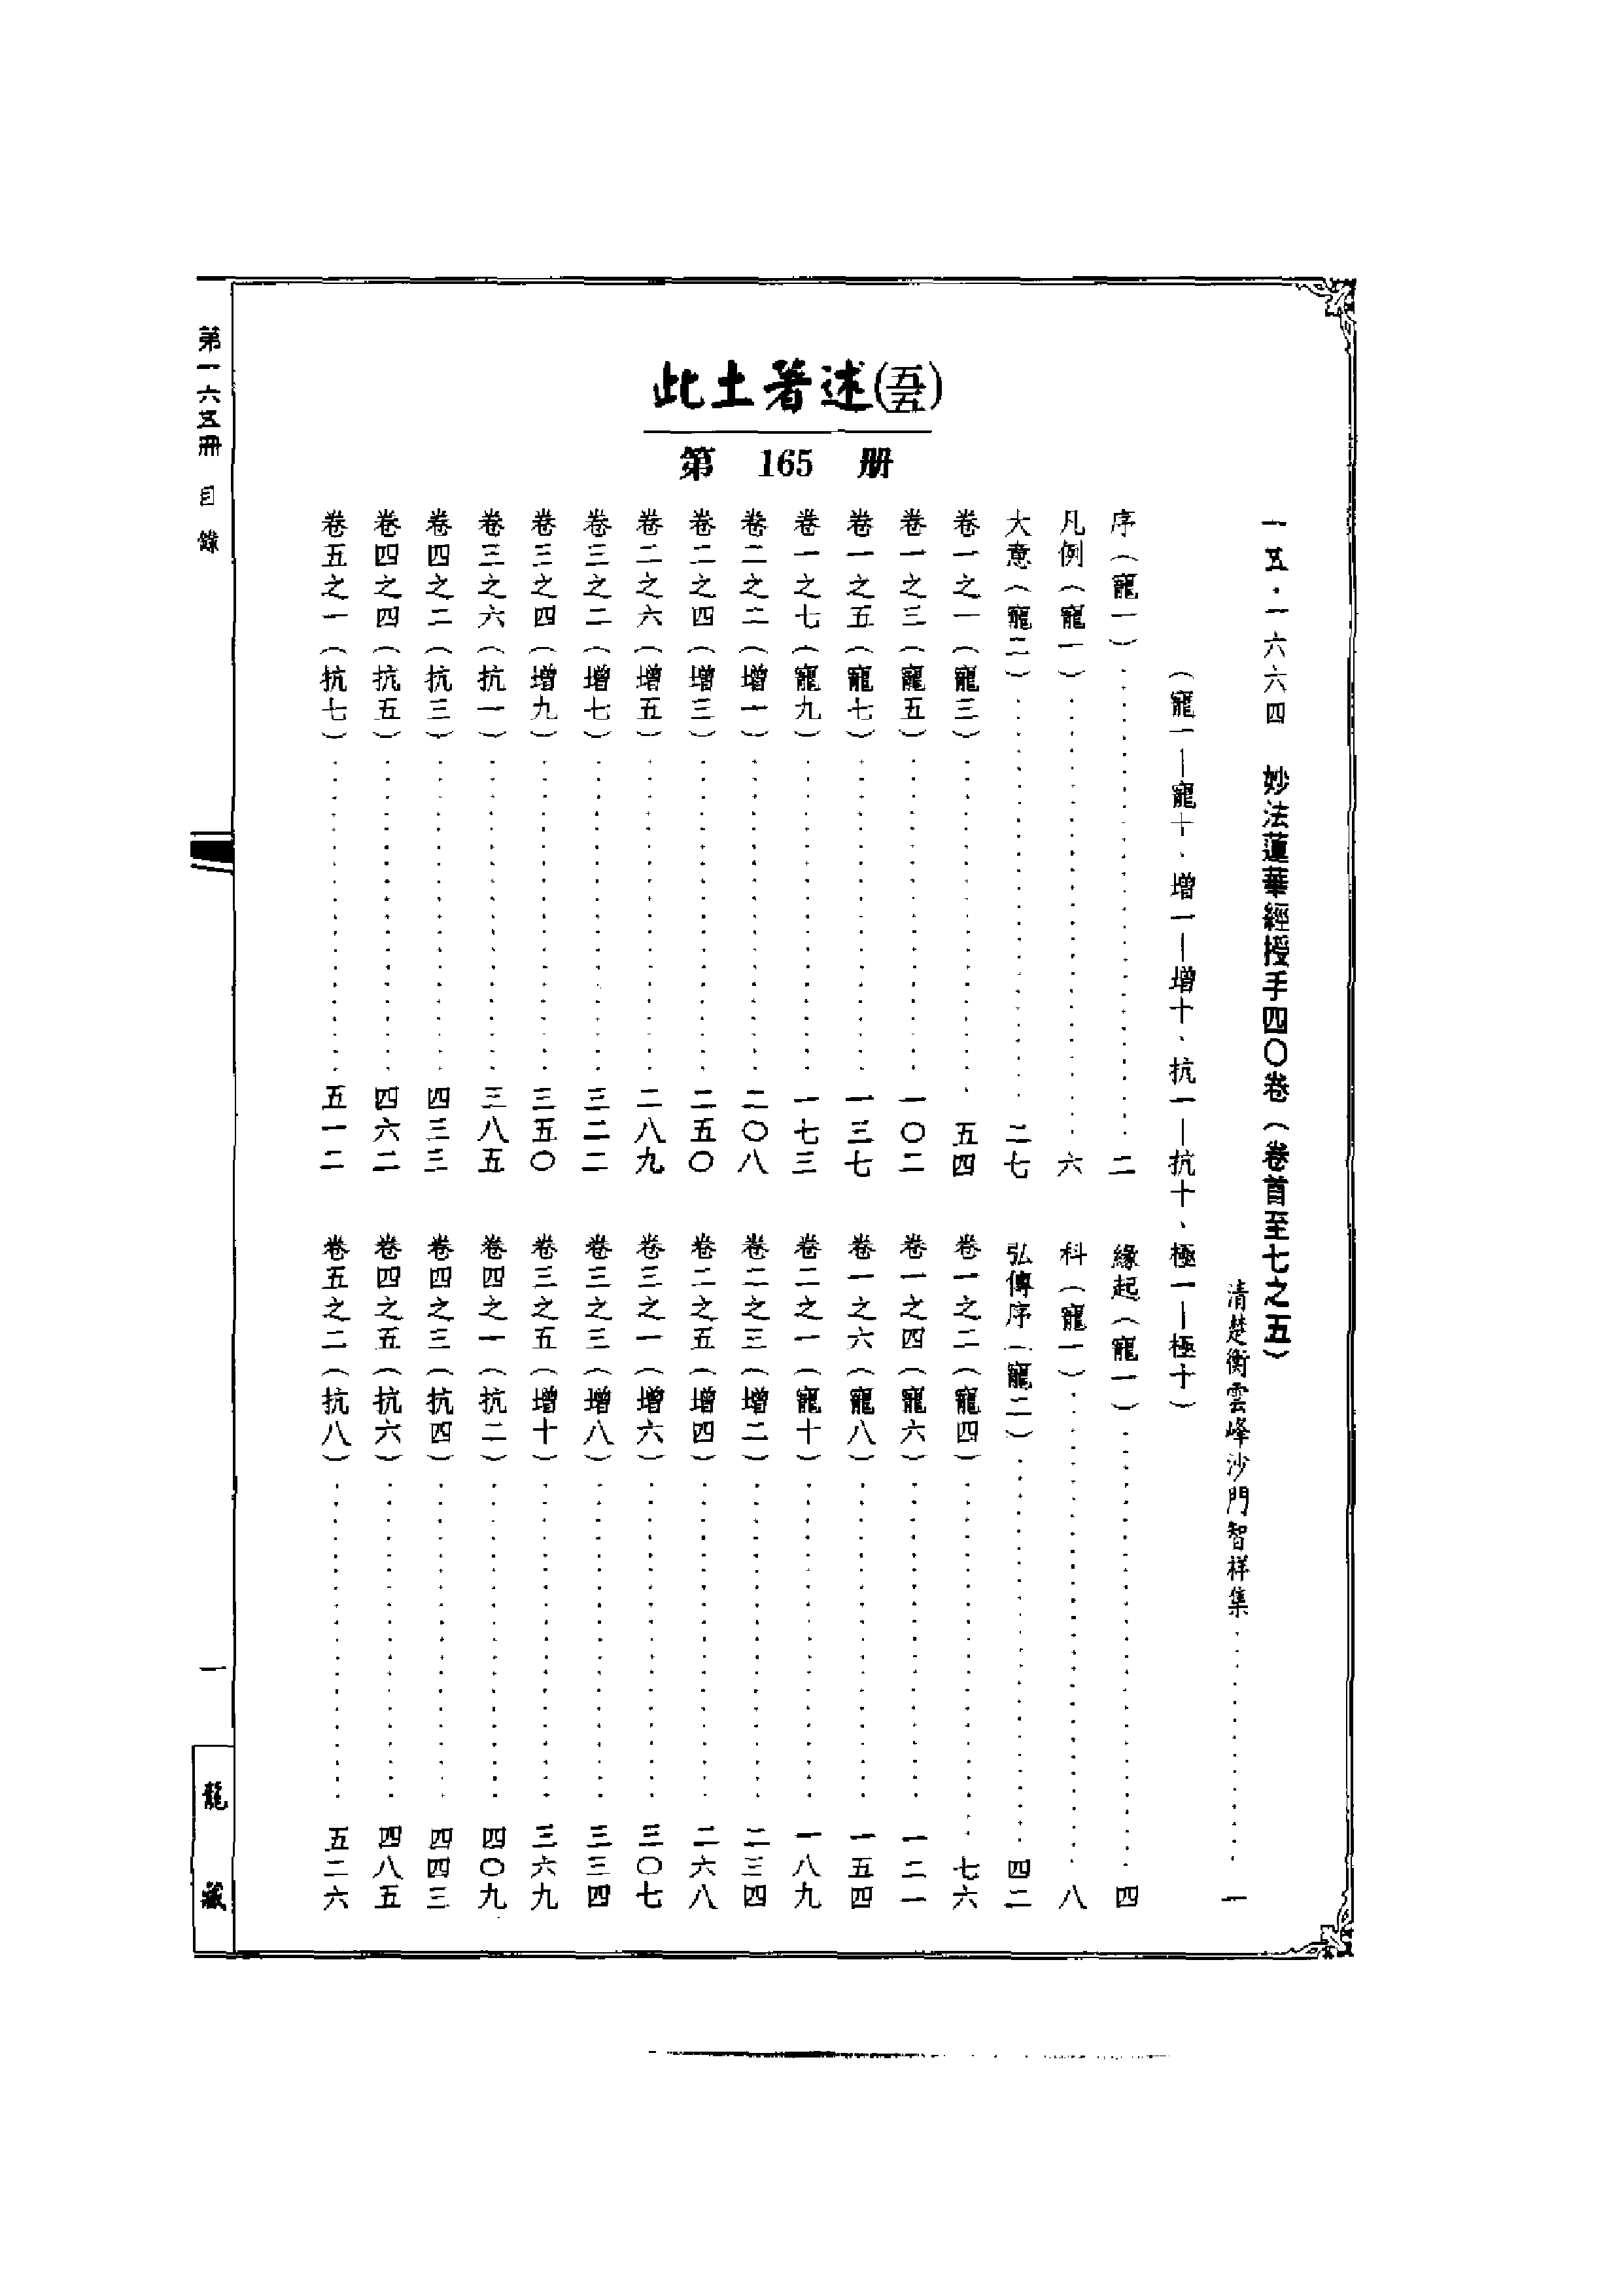 此土著述(五五)
第 165 册
一五·一六六四 妙法蓮華經授手四〇卷(卷首至七之五)
清楚衡雲峰沙門智祥集……一
(寵一—寵十、增一—增十、抗一—抗十、極一—極十)
序(寵一)……二 緣起(寵一)……四
凡例(寵一)……六 科(寵一)……八
大意(寵二)……二七 弘傳序(寵二)……四二
卷一之一(寵三)……五四 卷一之二(寵四)……七六
卷一之三(寵五)……一〇二 卷一之四(寵六)……一二一
卷一之五(寵七)……一三七 卷一之六(寵八)……一五四
卷一之七(寵九)……一七三 卷二之一(寵十)……一八九
卷二之二(增一)……二〇八 卷二之三(增二)……二三四
卷二之四(增三)……二五〇 卷二之五(增四)……二六八
卷二之六(增五)……二八九 卷三之一(增六)……三〇七
卷三之二(增七)……三二二 卷三之三(增八)……三三四
卷三之四(增九)……三五〇 卷三之五(增十)……三六九
卷三之六(抗一)……三八五 卷四之一(抗二)……四〇九
卷四之二(抗三)……四三三 卷四之三(抗四)……四四三
卷四之四(抗五)……四六二 卷四之五(抗六)……四八五
卷五之一(抗七)……五一二 卷五之二(抗八)……五二六
第一六五冊 目錄
一
龍藏